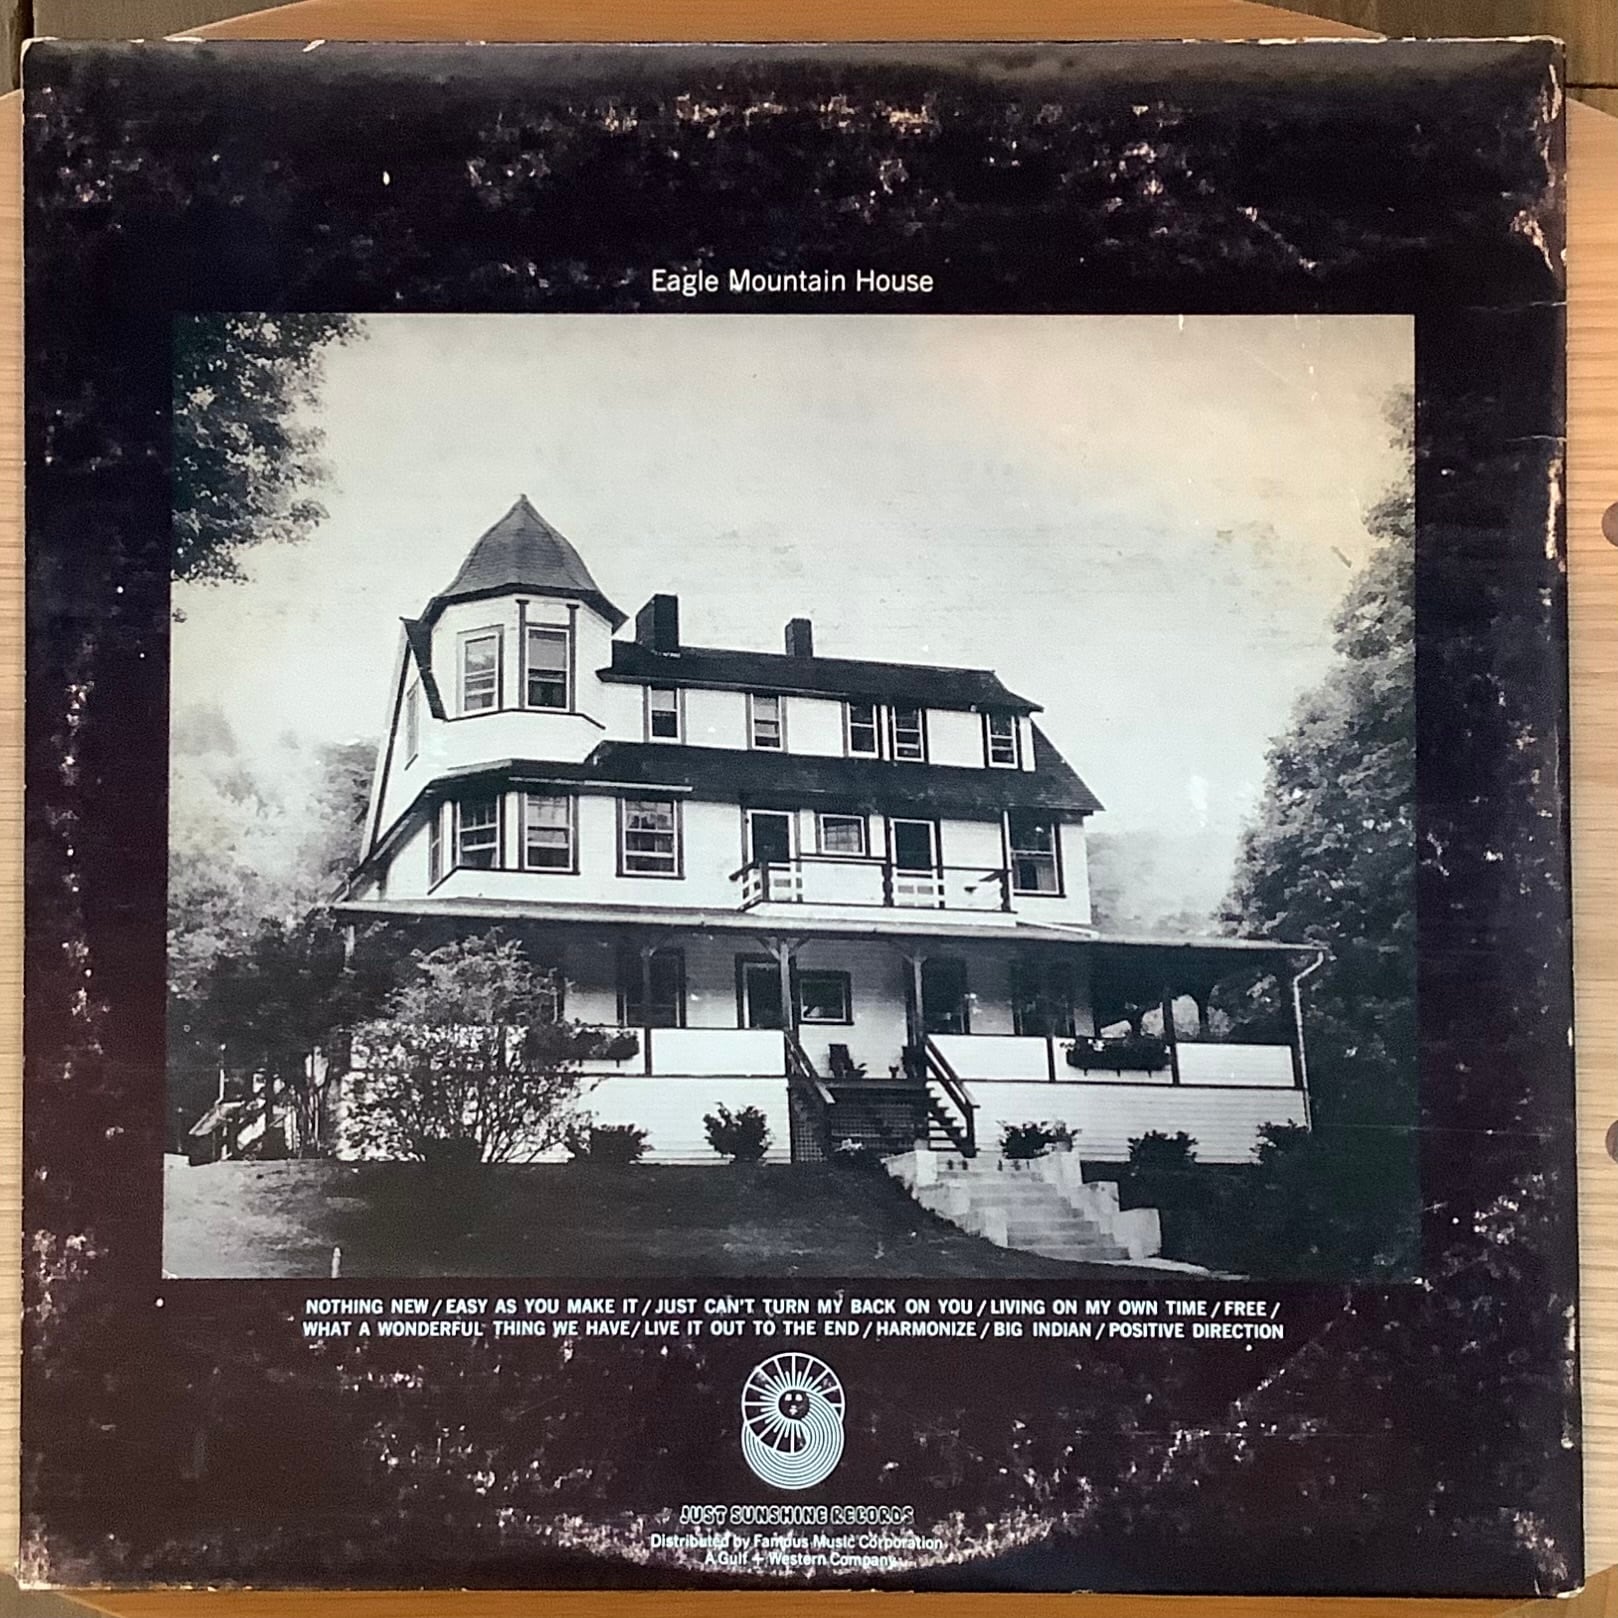 Eagle Mountain House
NOTHING NEW / EASY AS YOU MAKE IT / JUST CAN'T TURN MY BACK ON YOU / LIVING ON MY OWN TIME / FREE /
WHAT A WONDERFUL THING WE HAVE / LIVE IT OUT TO THE END / HARMONIZE / BIG INDIAN / POSITIVE DIRECTION
JUST SUNSHINE RECORDS
Distributed by Famous Music Corporation
A Gulf + Western Company